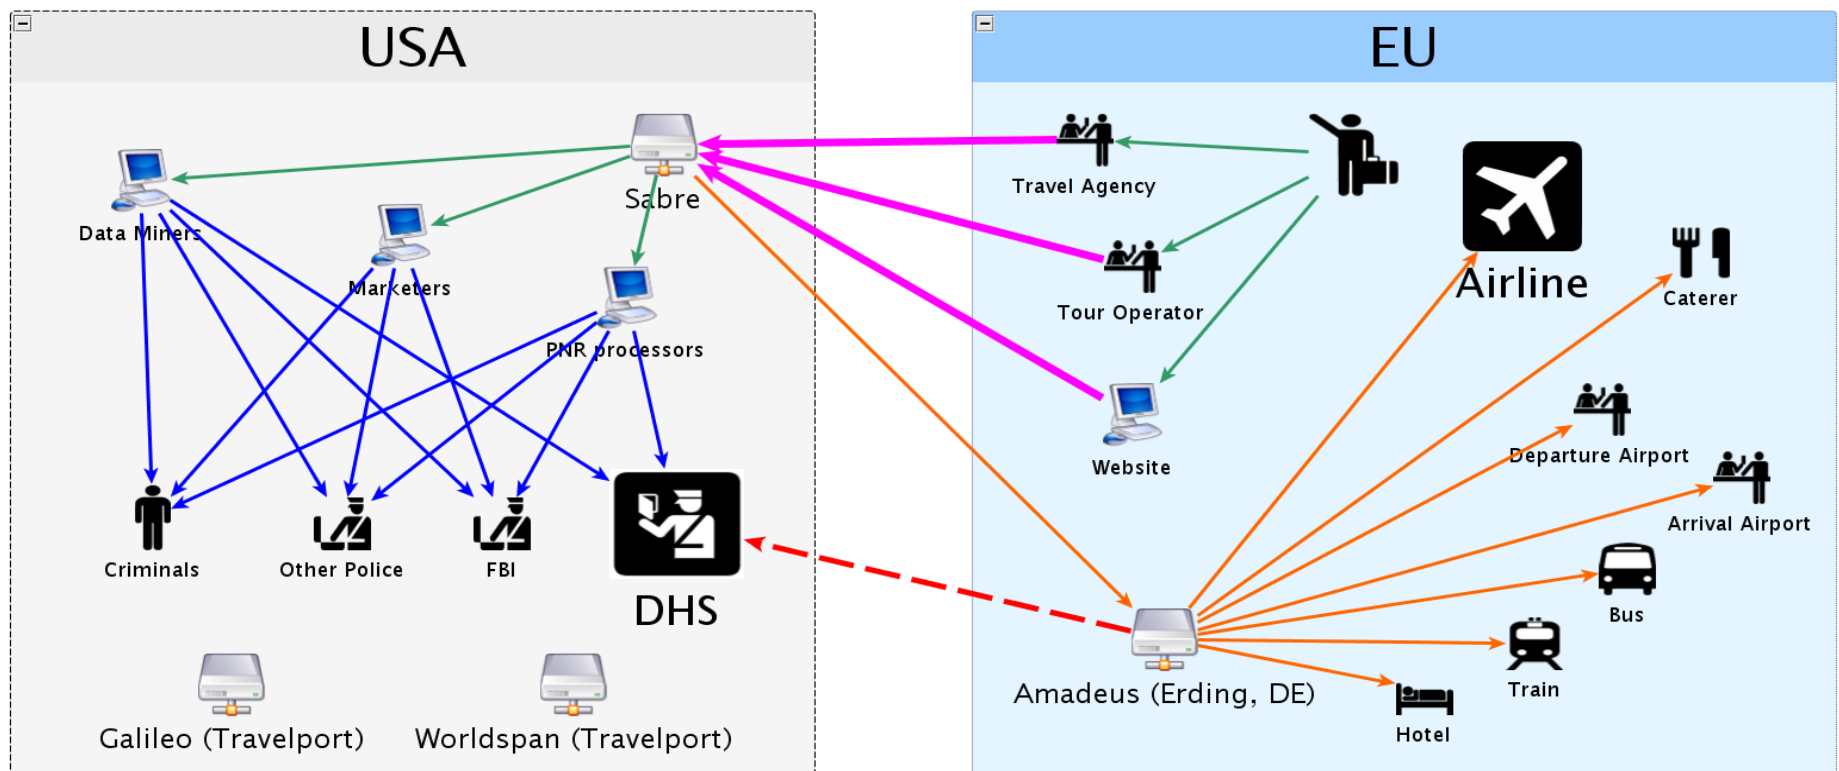 USA
EU
Sabre
Data Miners
Marketers
PNR processors
Criminals
Other Police
FBI
DHS
Galileo (Travelport)
Worldspan (Travelport)
Travel Agency
Tour Operator
Website
Airline
Caterer
Departure Airport
Arrival Airport
Bus
Train
Hotel
Amadeus (Erding, DE)